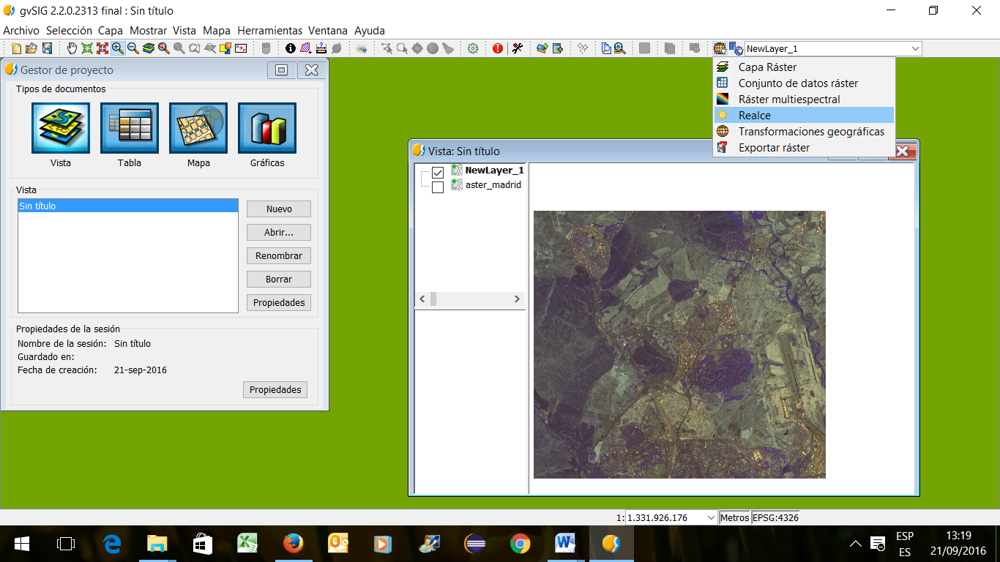 gvSIG 2.2.0.2313 final : Sin título
Archivo Selección Capa Mostrar Vista Mapa Herramientas Ventana Ayuda
NewLayer_1
Gestor de proyecto
Tipos de documentos
Vista Tabla Mapa Gráficas
Vista
Sin título
Nuevo
Abrir...
Renombrar
Borrar
Propiedades
Propiedades de la sesión
Nombre de la sesión: Sin título
Guardado en:
Fecha de creación: 21-sep-2016
Propiedades
Capa Ráster
Conjunto de datos ráster
Ráster multiespectral
Realce
Transformaciones geográficas
Exportar ráster
Vista: Sin título
NewLayer_1
aster_madrid
1: 1.331.926.176 Metros EPSG:4326
ESP
ES
13:19
21/09/2016